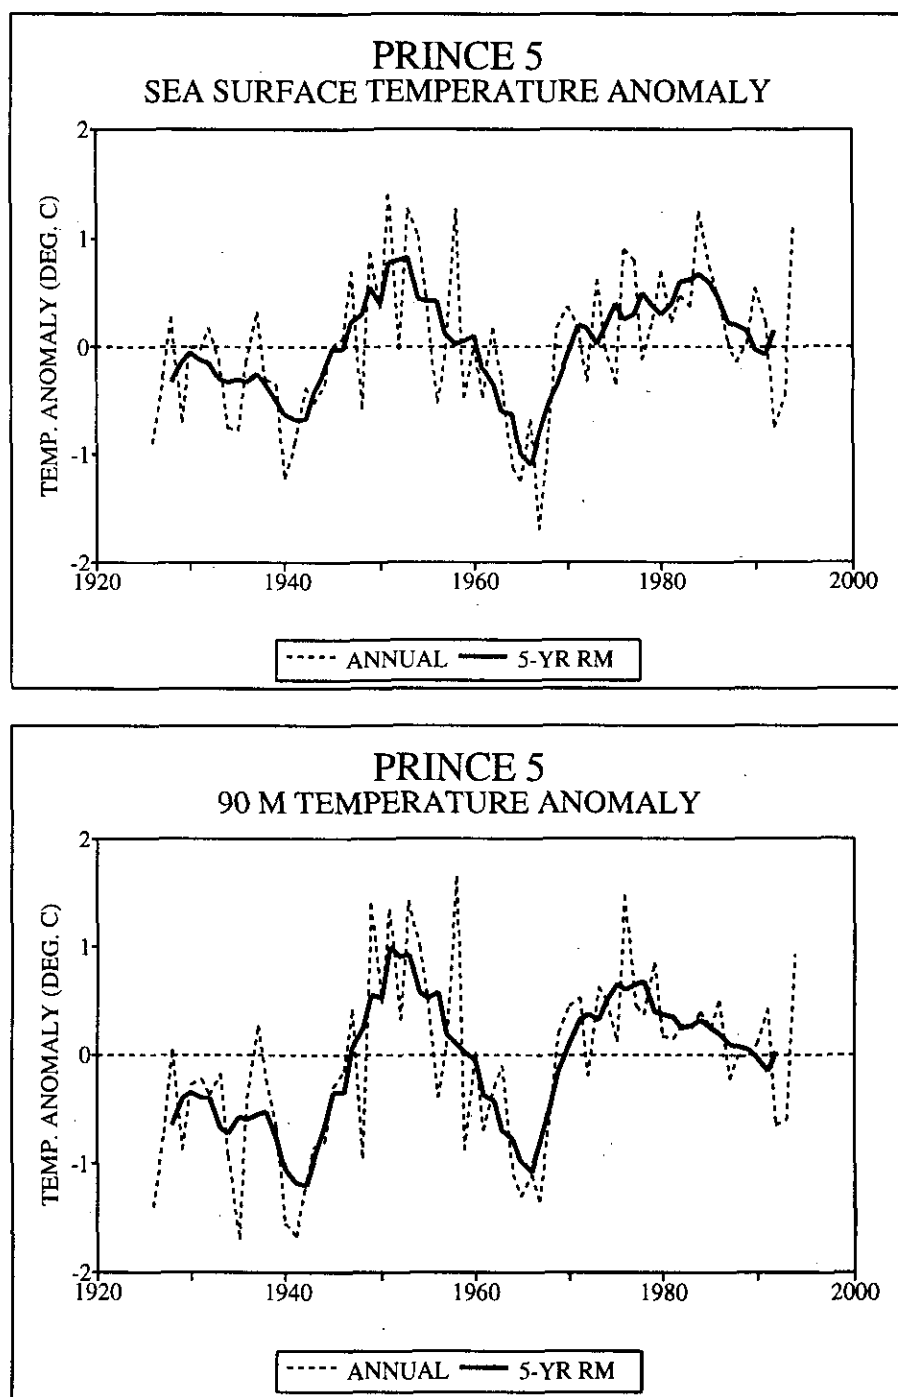 PRINCE 5
SEA SURFACE TEMPERATURE ANOMALY
TEMP. ANOMALY (DEG. C)
2
1
0
-1
-2
1920 1940 1960 1980 2000
ANNUAL 5-YR RM
PRINCE 5
90 M TEMPERATURE ANOMALY
TEMP. ANOMALY (DEG. C)
2
1
0
-1
-2
1920 1940 1960 1980 2000
ANNUAL 5-YR RM